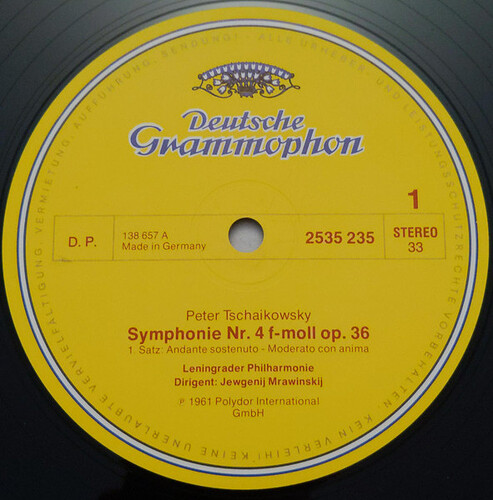 Deutsche
Grammophon
1
D. P.
138 657 A
Made in Germany
2535 235
STEREO
33
Peter Tschaikowsky
Symphonie Nr. 4 f-moll op. 36
1. Satz: Andante sostenuto - Moderato con anima
Leningrader Philharmonie
Dirigent: Jewgenij Mrawinskij
℗ 1961 Polydor International
GmbH
ALLE URHEBER- UND LEISTUNGSSCHUTZRECHTE VORBEHALTEN · KEIN VERLEIH! KEINE UNERLAUBTE VERVIELFÄLTIGUNG, VERMIETUNG, AUFFÜHRUNG, SENDUNG!